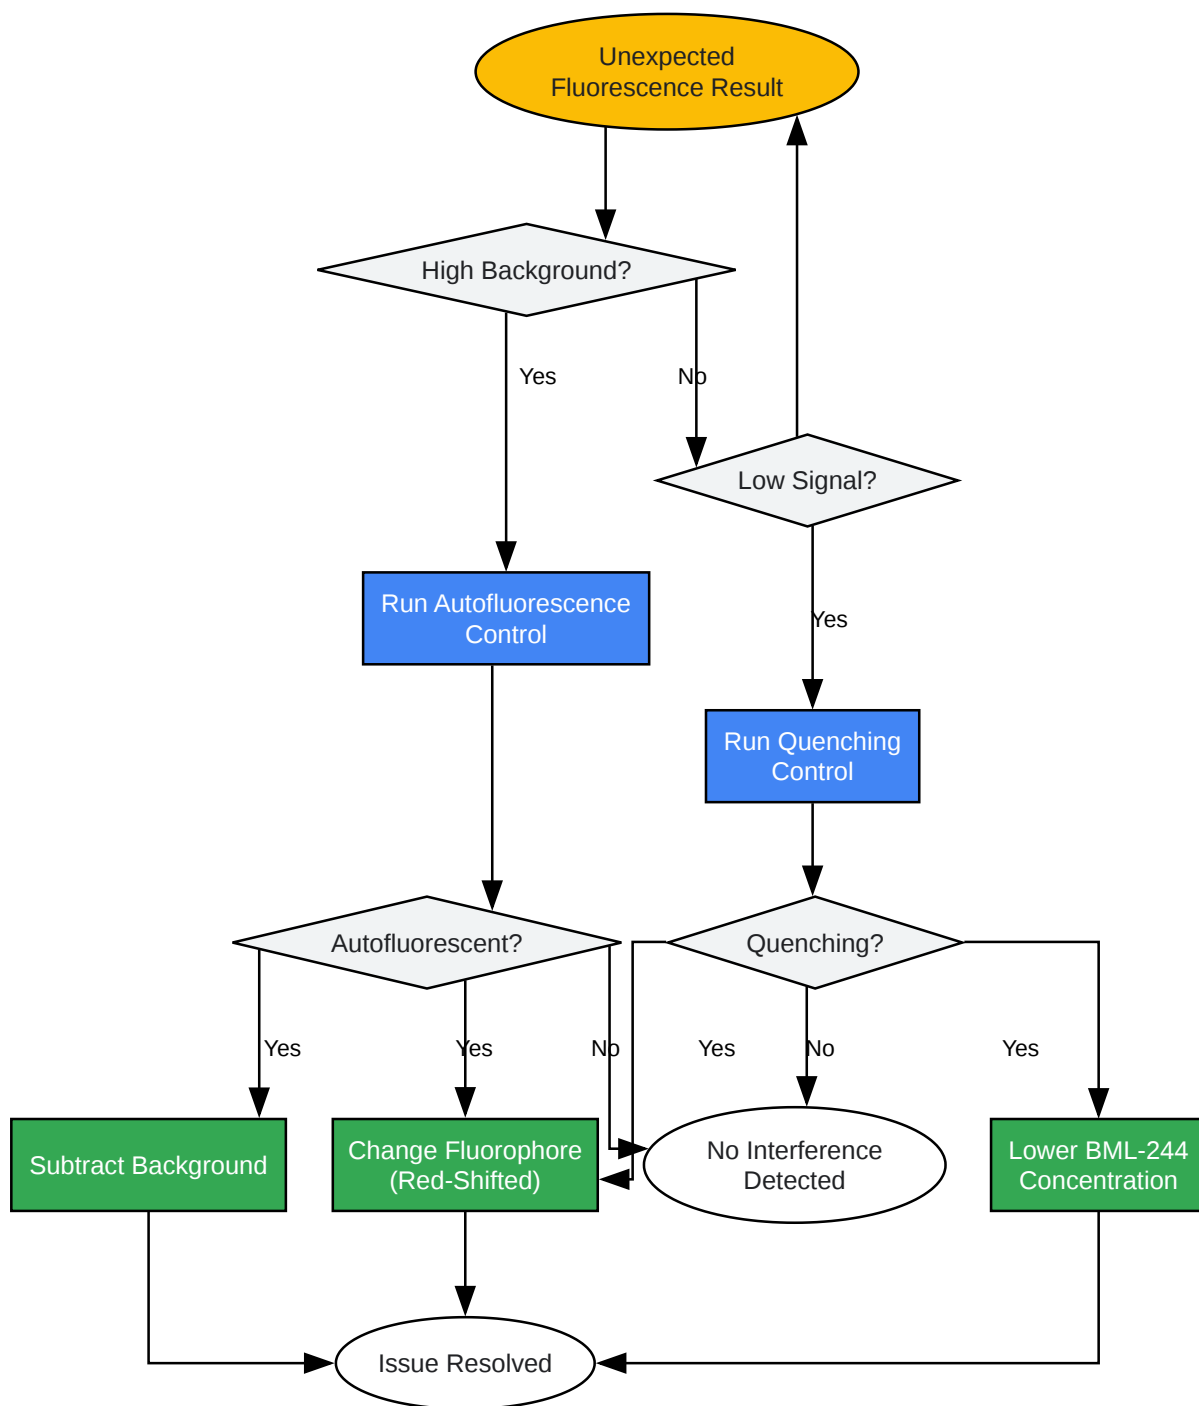 Unexpected
Fluorescence Result
High Background?
Yes
No
Low Signal?
Run Autofluorescence
Control
Yes
Run Quenching
Control
Autofluorescent?
Quenching?
Yes
Yes
No
Yes
No
Yes
Subtract Background
Change Fluorophore
(Red-Shifted)
No Interference
Detected
Lower BML-244
Concentration
Issue Resolved